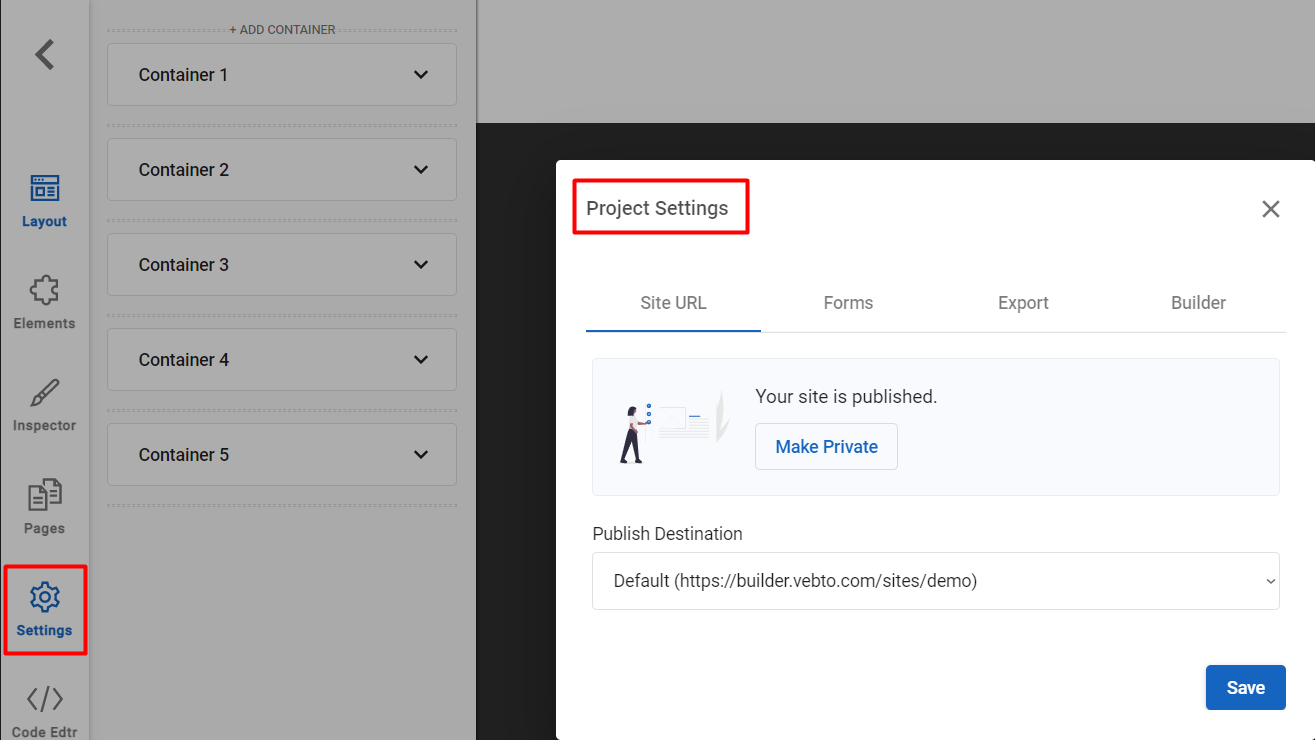 + ADD CONTAINER
Container 1
Container 2
Container 3
Container 4
Container 5
Layout
Elements
Inspector
Pages
Settings
Code Edtr
Project Settings
Site URL Forms Export Builder
Your site is published.
Make Private
Publish Destination
Default (https://builder.vebto.com/sites/demo)
Save